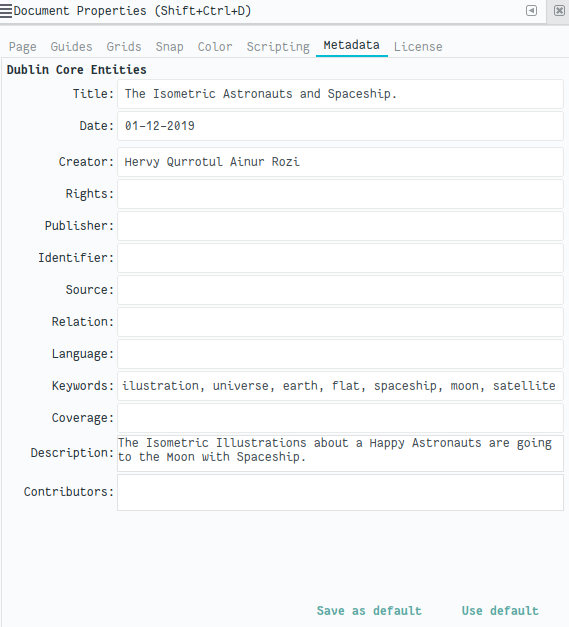 Document Properties (Shift+Ctrl+D)
Page Guides Grids Snap Color Scripting Metadata License
Dublin Core Entities
Title: The Isometric Astronauts and Spaceship.
Date: 01-12-2019
Creator: Hervy Qurrotul Ainur Rozi
Rights:
Publisher:
Identifier:
Source:
Relation:
Language:
Keywords: ilustration, universe, earth, flat, spaceship, moon, satellite
Coverage:
Description: The Isometric Illustrations about a Happy Astronauts are going
to the Moon with Spaceship.
Contributors:
Save as default Use default